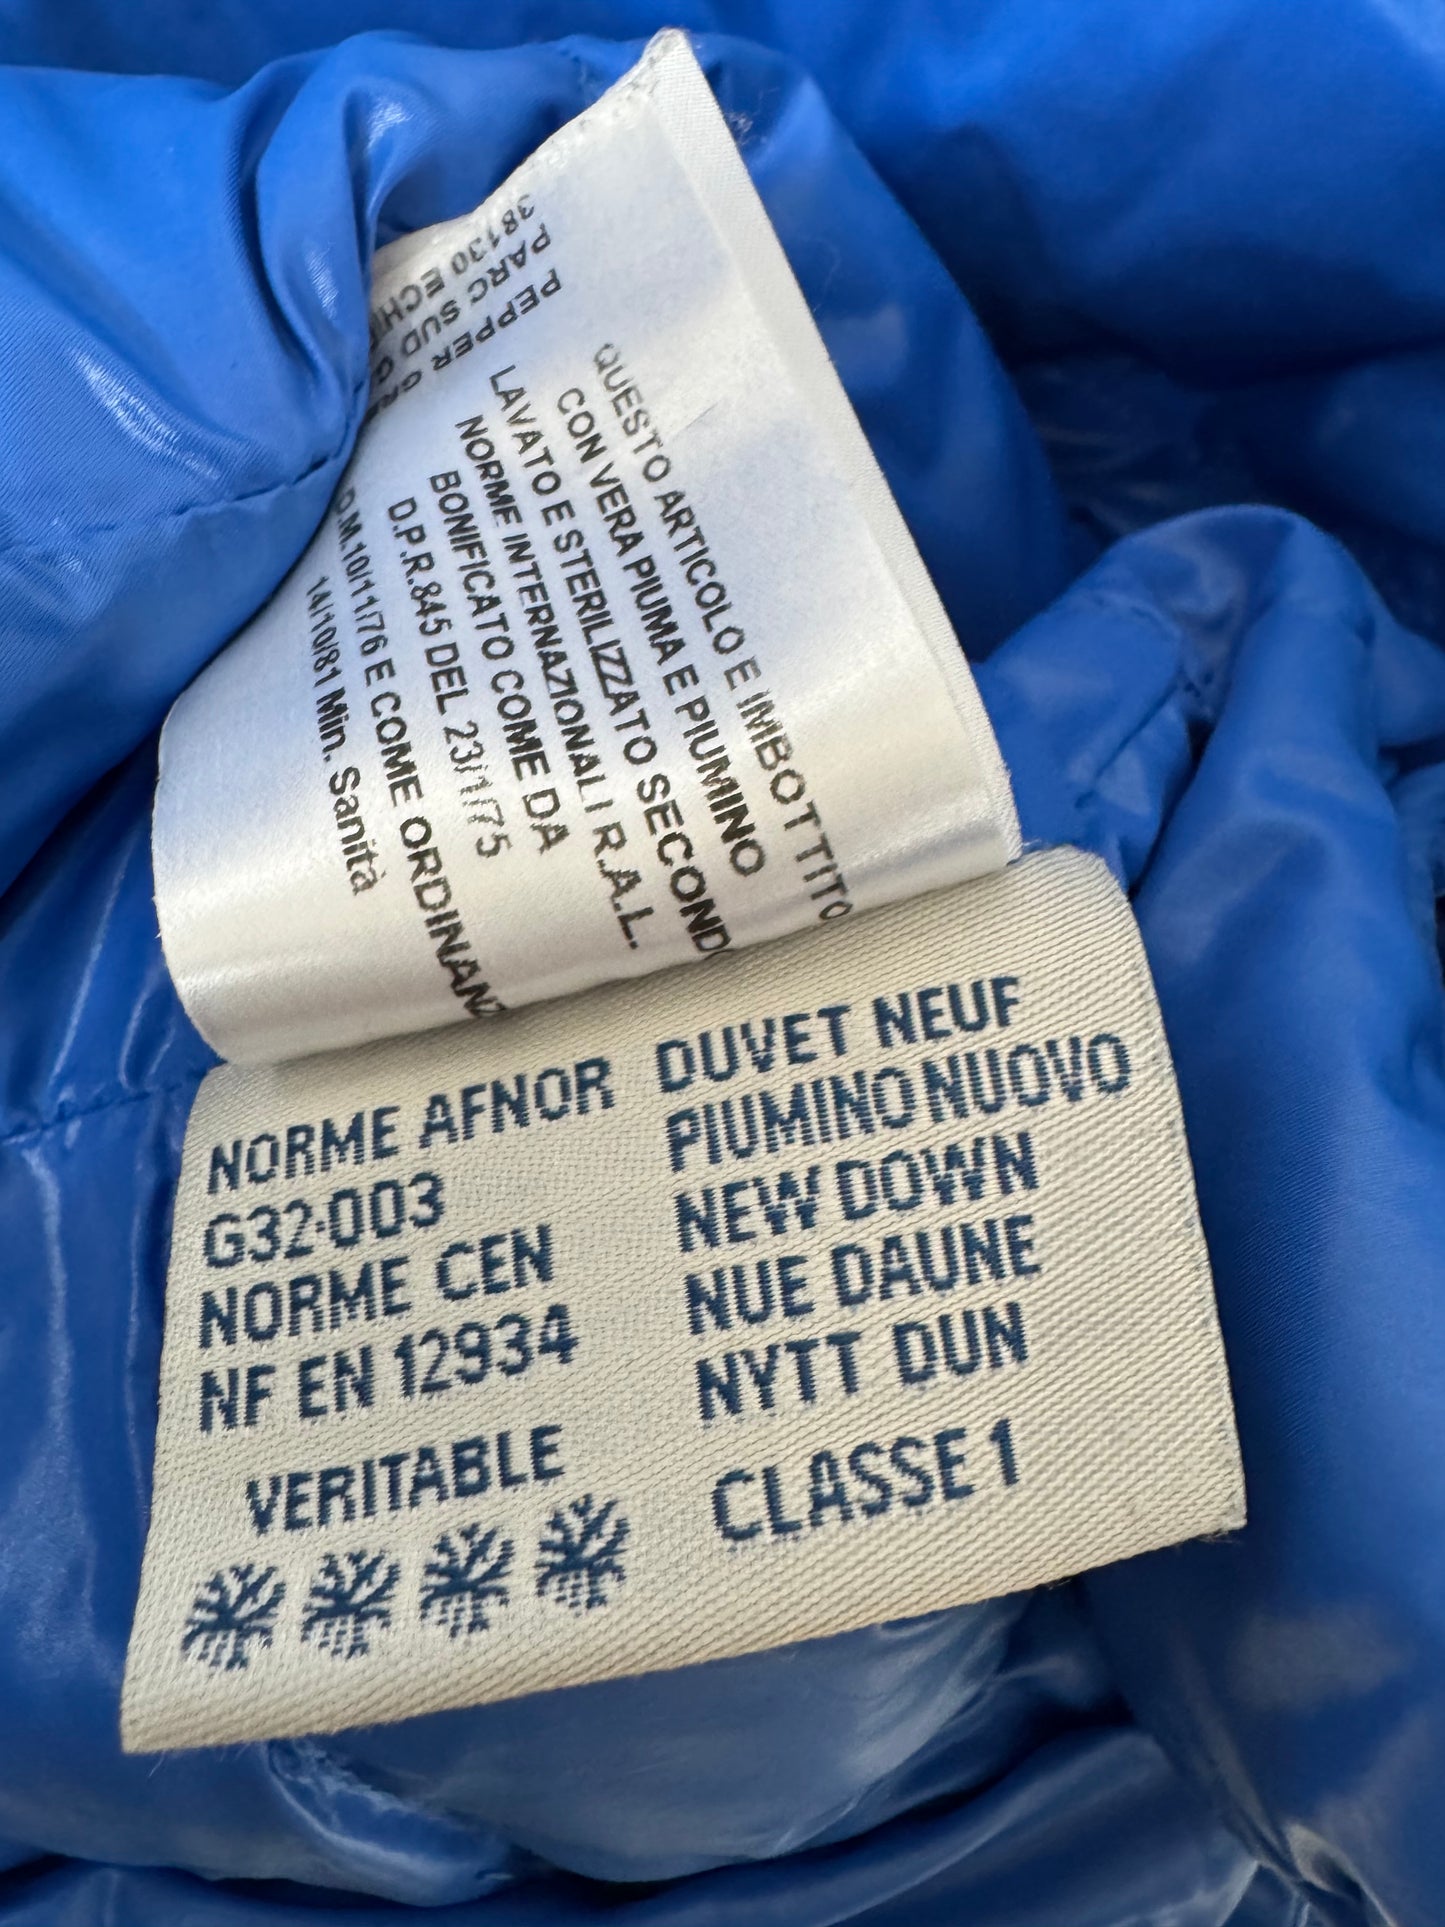 38130 ECHI
PARC SUD G
PEPPER GRE
QUESTO ARTICOLO E IMBOTTITO
CON VERA PIUMA E PIUMINO
LAVATO E STERILIZZATO SECOND
NORME INTERNAZIONALI R.A.L.
BONIFICATO COME DA
D.P.R.845 DEL 23/1/75
D.M.10/11/76 E COME ORDINANZ
14/10/81 Min. Sanità
NORME AFNOR
G32-003
NORME CEN
NF EN 12934
VERITABLE
DUVET NEUF
PIUMINO NUOVO
NEW DOWN
NUE DAUNE
NYTT DUN
CLASSE 1